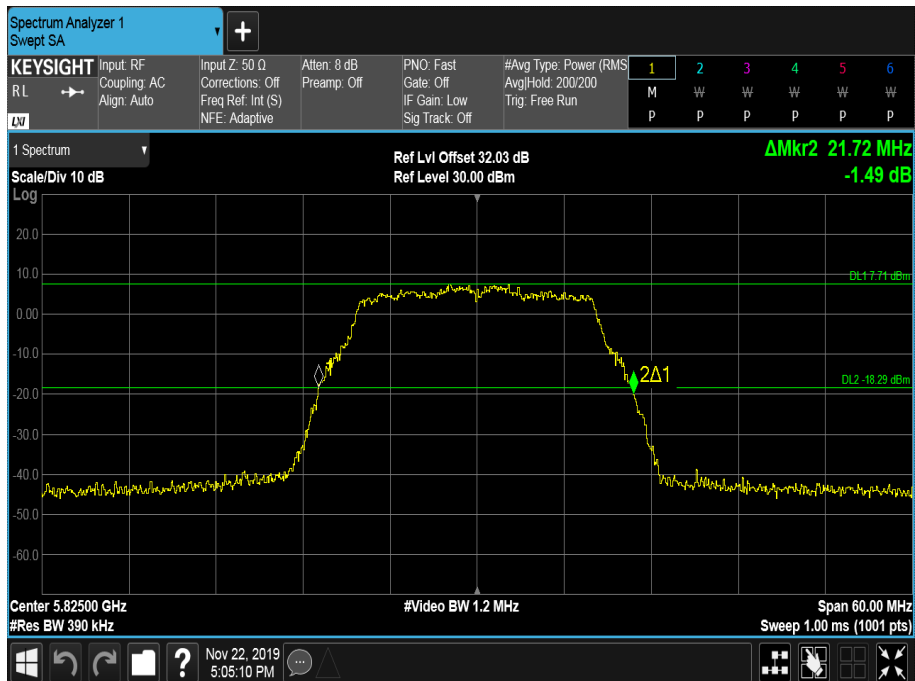 Spectrum Analyzer 1
Swept SA
+
KEYSIGHT
RL
LXI
Input: RF
Coupling: AC
Align: Auto
Input Z: 50 Ω
Corrections: Off
Freq Ref: Int (S)
NFE: Adaptive
Atten: 8 dB
Preamp: Off
PNO: Fast
Gate: Off
IF Gain: Low
Sig Track: Off
#Avg Type: Power (RMS
Avg|Hold: 200/200
Trig: Free Run
1 2 3 4 5 6
M W W W W W
P P P P P P
1 Spectrum
Scale/Div 10 dB
Ref Lvl Offset 32.03 dB
Ref Level 30.00 dBm
ΔMkr2 21.72 MHz
-1.49 dB
Log
20.0
10.0
0.00
-10.0
-20.0
-30.0
-40.0
-50.0
-60.0
DL1 7.71 dBm
2Δ1
DL2 -18.29 dBm
Center 5.82500 GHz
#Video BW 1.2 MHz
Span 60.00 MHz
#Res BW 390 kHz
Sweep 1.00 ms (1001 pts)
?
Nov 22, 2019
5:05:10 PM